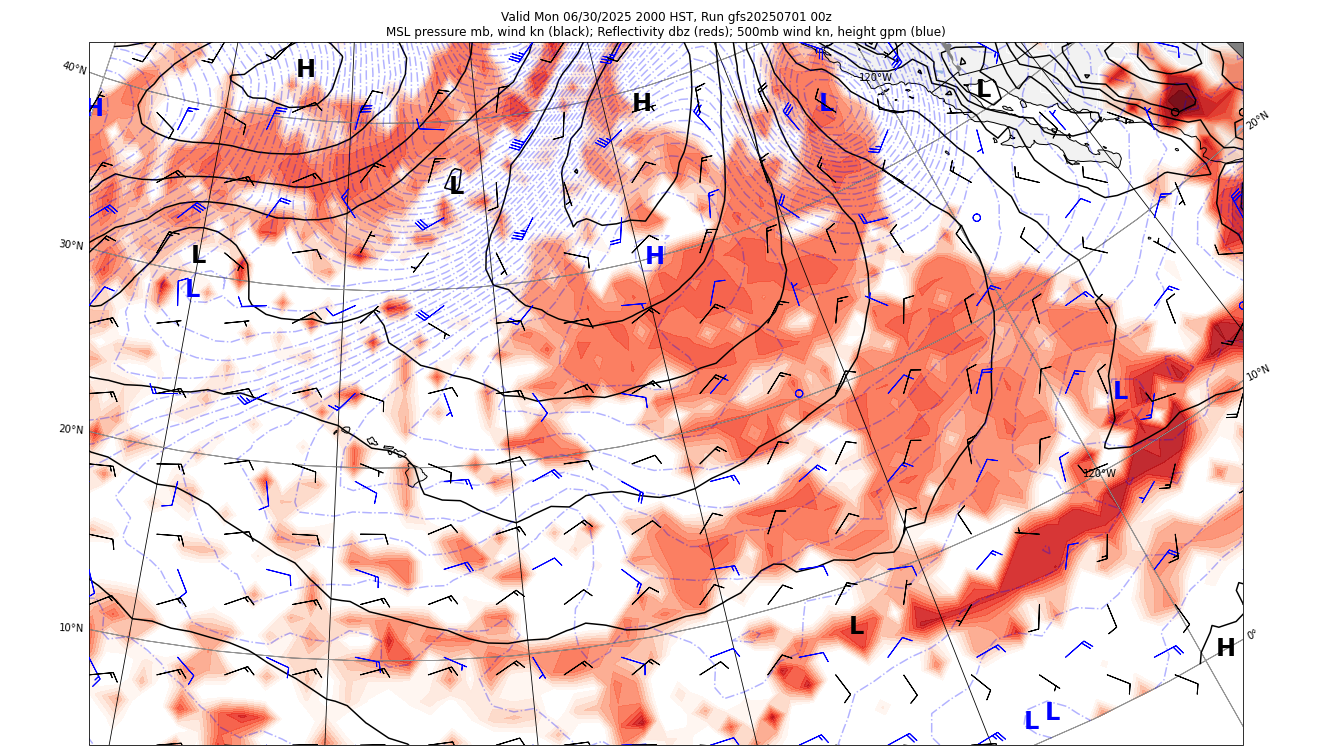 Valid Mon 06/30/2025 2000 HST, Run gfs20250701 00z
MSL pressure mb, wind kn (black); Reflectivity dbz (reds); 500mb wind kn, height gpm (blue)
40°N
H
H
120°W
L
L
H
H
20°N
L
30°N
L
L
H
10°N
L
20°N
120°W
10°N
L
0°
H
L
L